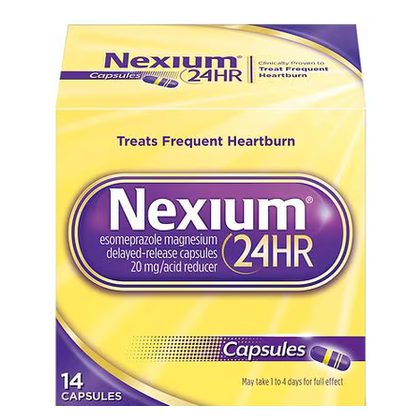 Nexium®
Capsules 24HR
Clinically Proven to
Treat Frequent
Heartburn
Treats Frequent Heartburn
Nexium®
esomeprazole magnesium
delayed-release capsules
20 mg/acid reducer
24HR
Capsules
May take 1 to 4 days for full effect
14
CAPSULES